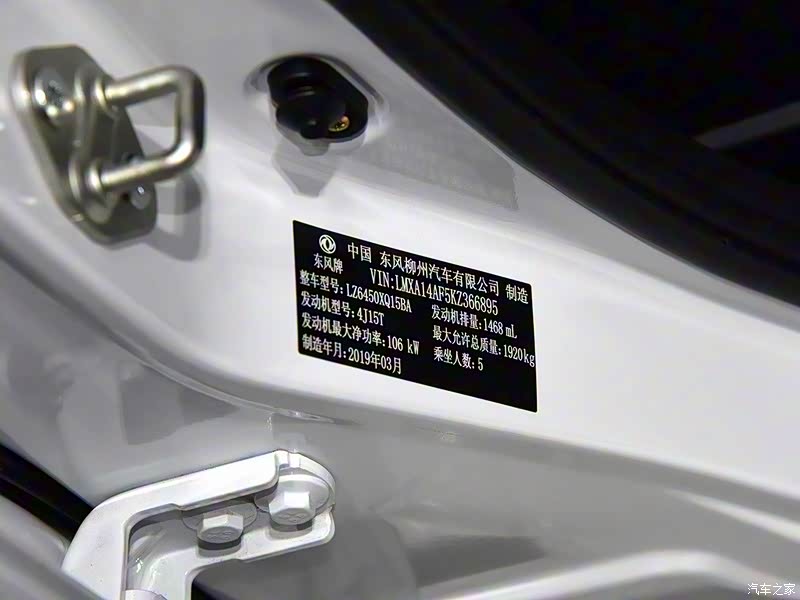 中国 东风柳州汽车有限公司 制造
东风牌 VIN:LMXA14AF5KZ366895
整车型号:LZ6450XQ15BA 发动机排量:1468 mL
发动机型号:4J15T 最大允许总质量:1920kg
发动机最大净功率:106 kW 乘坐人数:5
制造年月:2019年03月
汽车之家